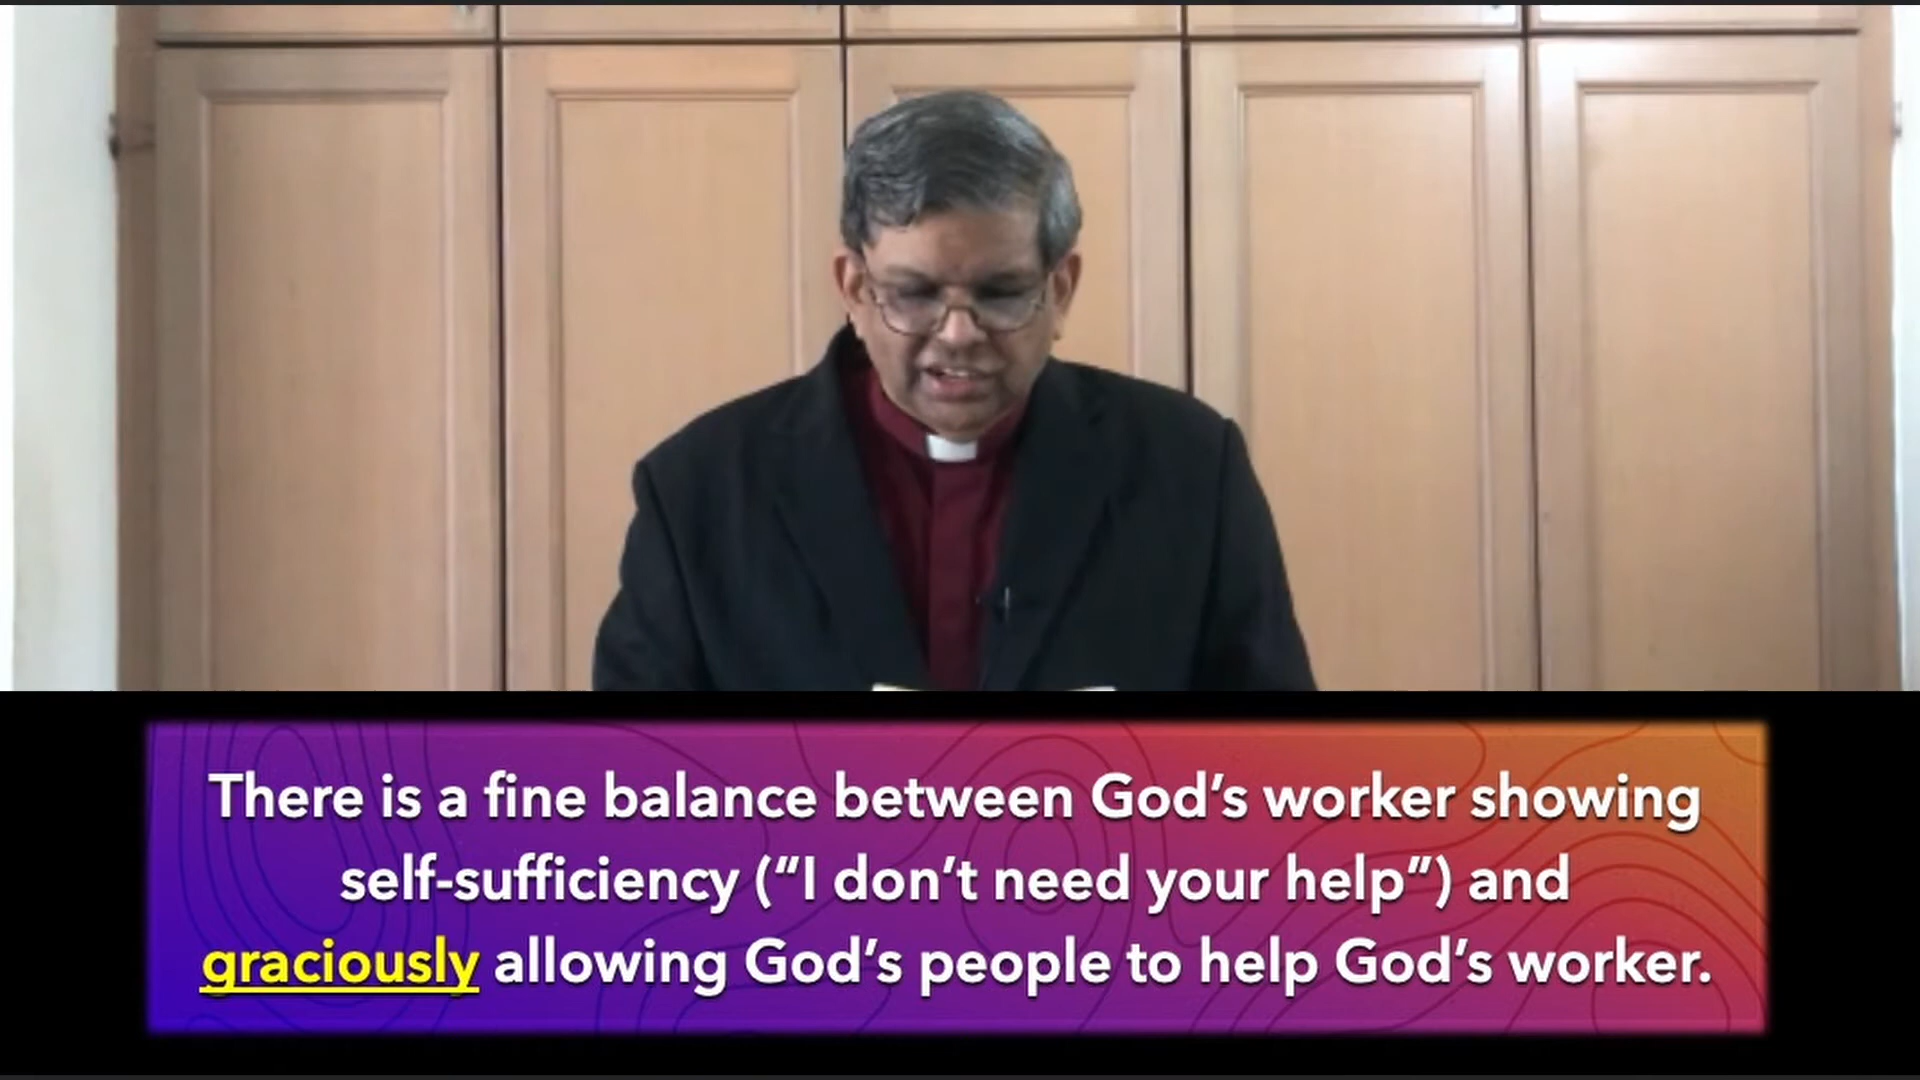 There is a fine balance between God’s worker showing
self-sufficiency (“I don’t need your help”) and
graciously allowing God’s people to help God’s worker.